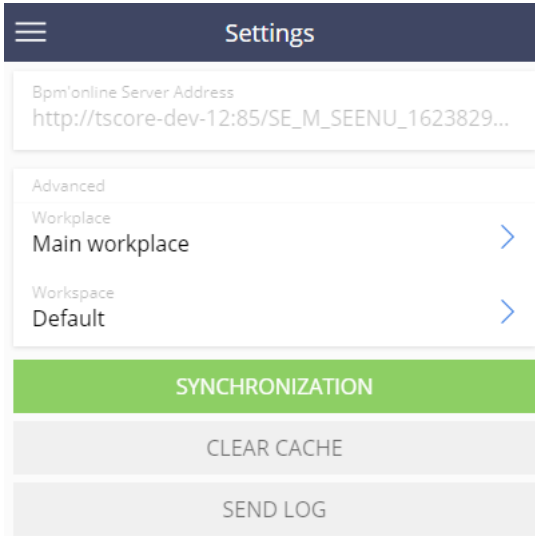 Settings
Bpm'online Server Address
http://tscore-dev-12:85/SE_M_SEENU_1623829...
Advanced
Workplace
Main workplace
Workspace
Default
SYNCHRONIZATION
CLEAR CACHE
SEND LOG